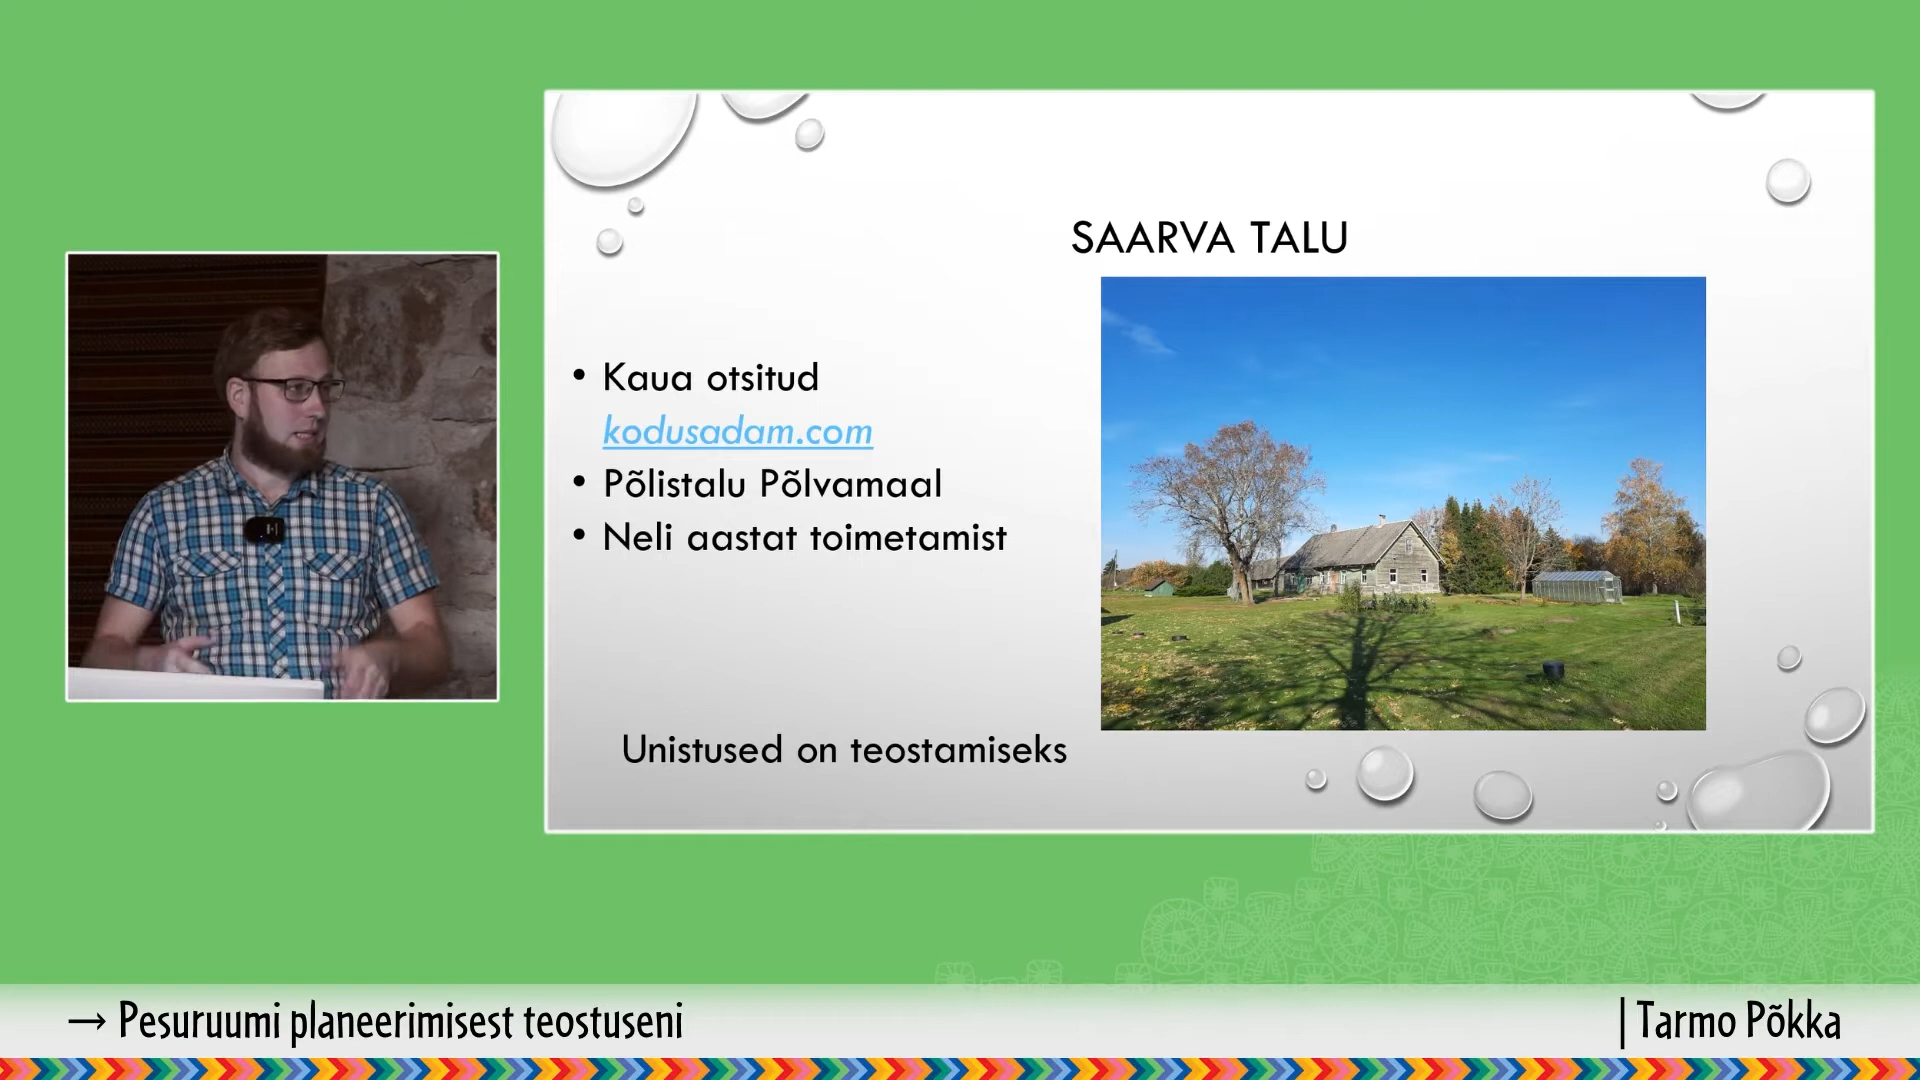 SAARVA TALU
• Kaua otsitud
kodusadam.com
• Põlistalu Põlvamaal
• Neli aastat toimetamist
Unistused on teostamiseks
→ Pesuruumi planeerimisest teostuseni
| Tarmo Põkka